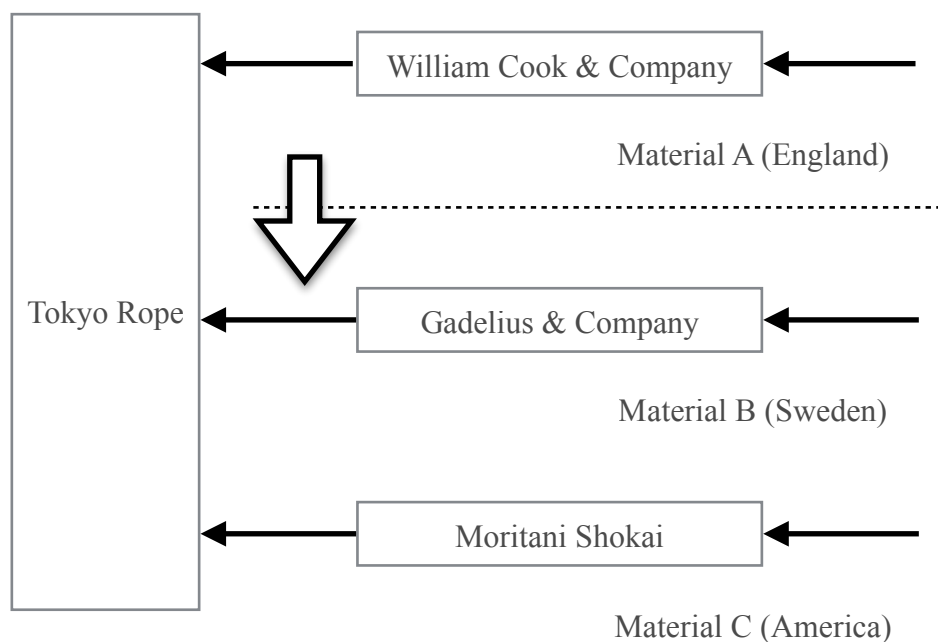 William Cook & Company
Material A (England)
Tokyo Rope
Gadelius & Company
Material B (Sweden)
Moritani Shokai
Material C (America)